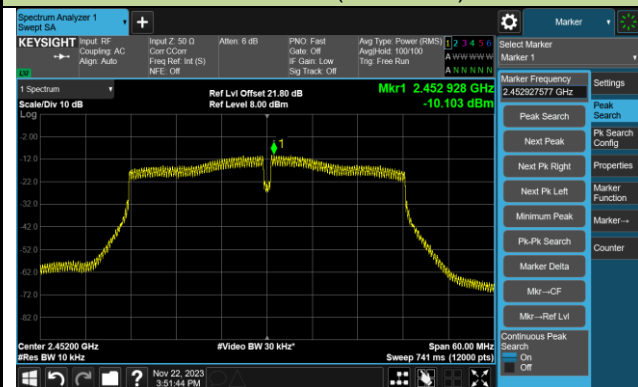 Spectrum Analyzer 1
Swept SA
Marker
KEYSIGHT
Input: RF
Coupling: AC
Align: Auto
Input Z: 50 Ω
Corr CCorr
Freq Ref: Int (S)
NFE: Off
Atten: 6 dB
PNO: Fast
Gate: Off
IF Gain: Low
Sig Track: Off
Avg Type: Power (RMS)
Avg|Hold: 100/100
Trig: Free Run
1 2 3 4 5 6
A W W W W W
A N N N N N
Select Marker
Marker 1
1 Spectrum
Scale/Div 10 dB
Log
Ref Lvl Offset 21.80 dB
Ref Level 8.00 dBm
Mkr1 2.452 928 GHz
-10.103 dBm
1
-2.00
-12.0
-22.0
-32.0
-42.0
-52.0
-62.0
-72.0
-82.0
Center 2.45200 GHz
#Res BW 10 kHz
#Video BW 30 kHz*
Span 60.00 MHz
Sweep 741 ms (12000 pts)
Marker Frequency
2.452927577 GHz
Peak Search
Next Peak
Next Pk Right
Next Pk Left
Minimum Peak
Pk-Pk Search
Marker Delta
Mkr→CF
Mkr→Ref Lvl
Continuous Peak
Search
On
Off
Settings
Peak
Search
Pk Search
Config
Properties
Marker
Function
Marker→
Counter
?
Nov 22, 2023
3:51:44 PM